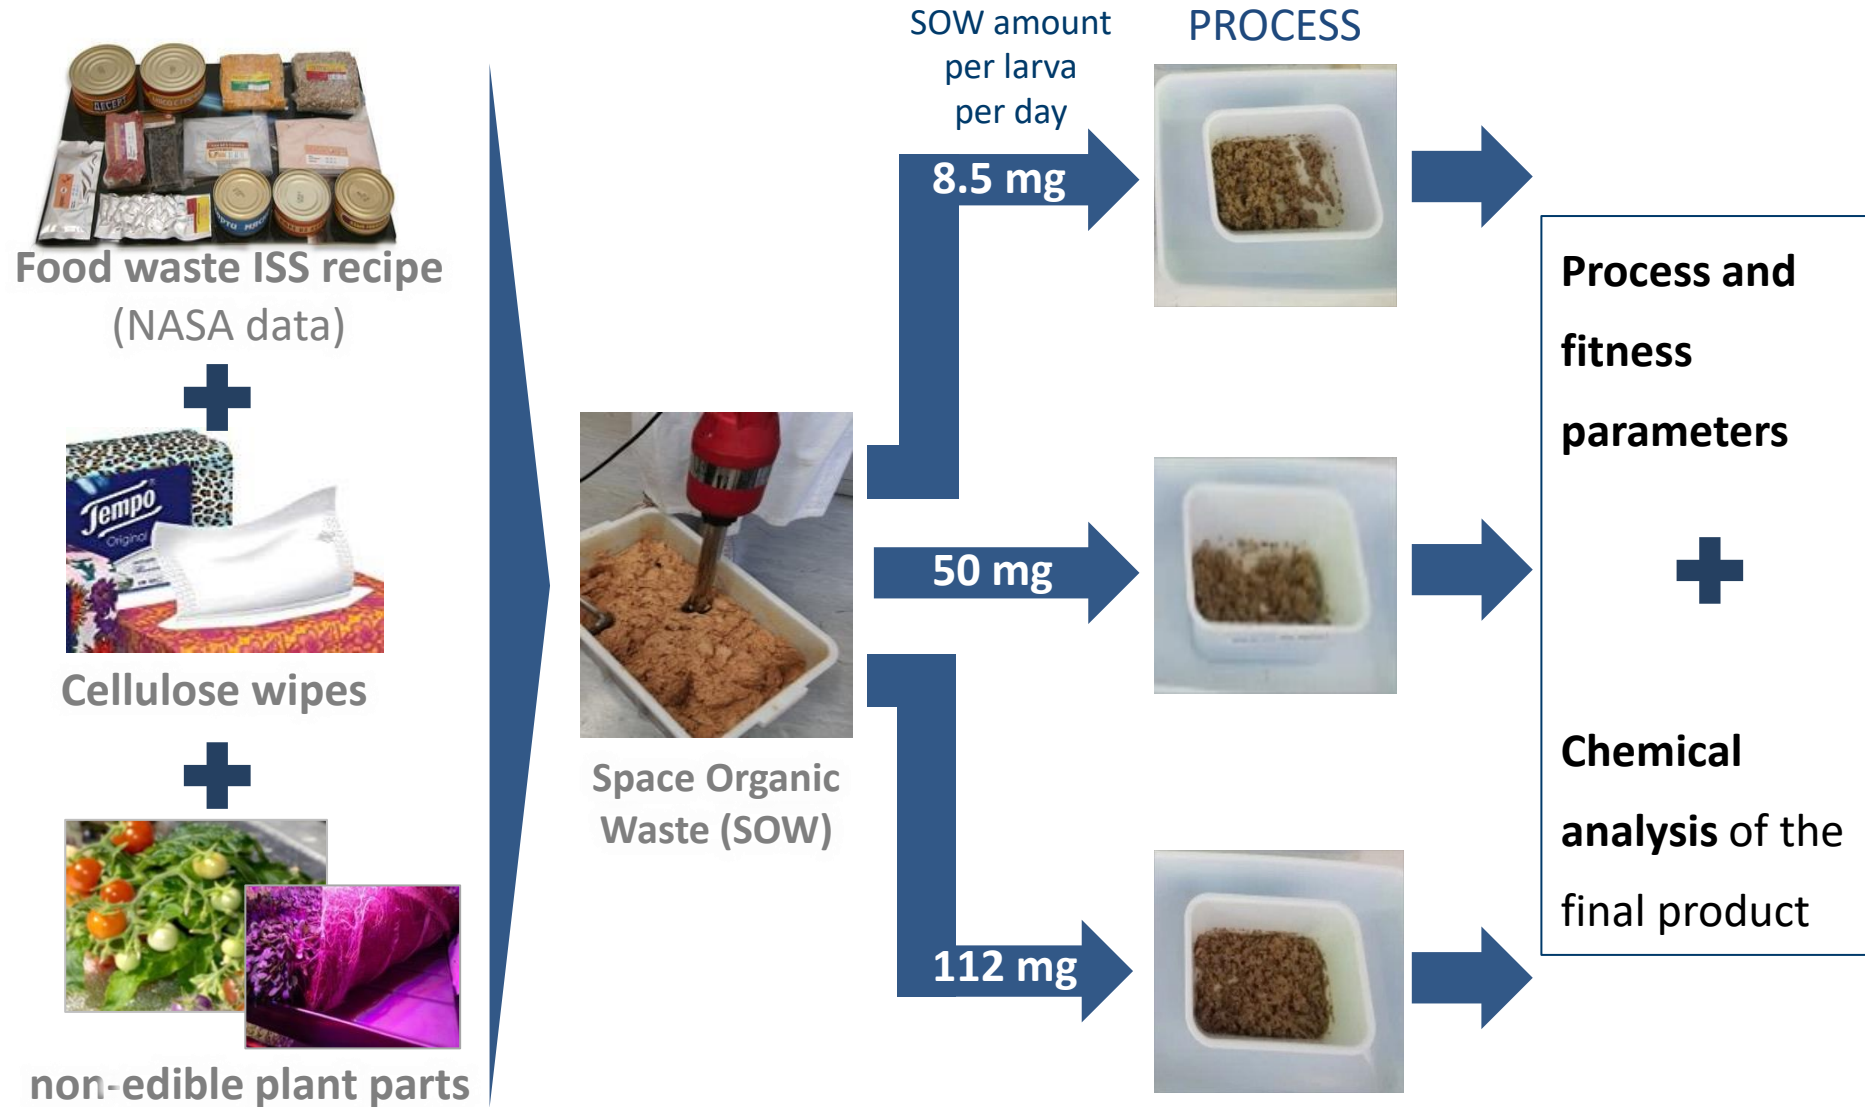 Food waste ISS recipe
(NASA data)
Tempo
Original
Cellulose wipes
non-edible plant parts
Space Organic
Waste (SOW)
SOW amount
per larva
per day
8.5 mg
50 mg
112 mg
PROCESS
Process and
fitness
parameters
Chemical
analysis of the
final product